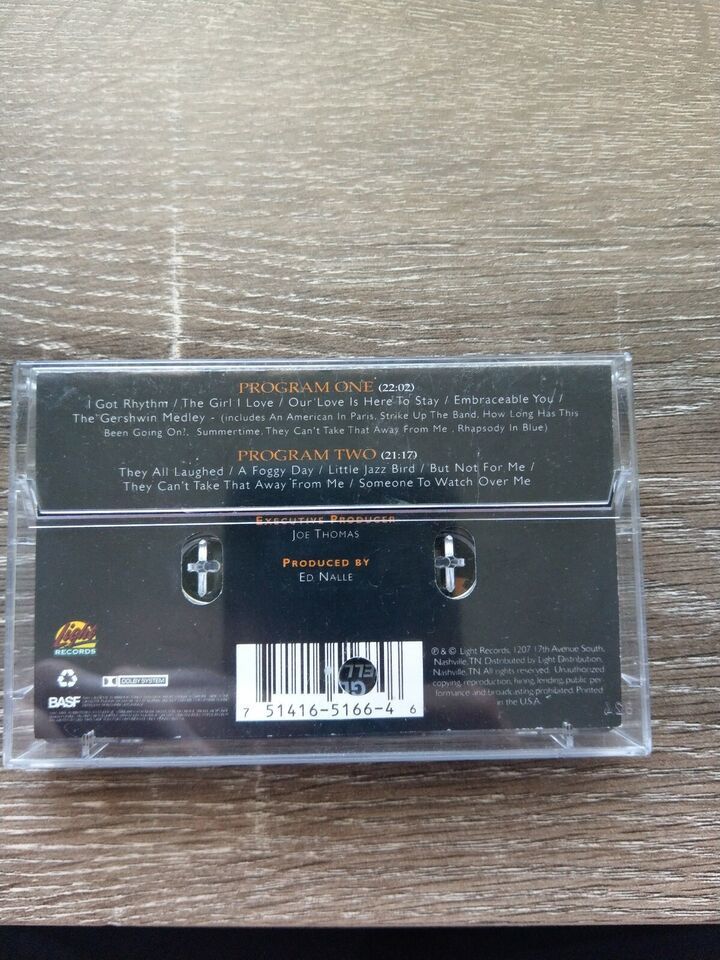 PROGRAM ONE (22:02)
I Got Rhythm / The Girl I Love / Our Love Is Here To Stay / Embraceable You /
The Gershwin Medley - (includes An American In Paris, Strike Up The Band, How Long Has This
Been Going On?, Summertime, They Can't Take That Away From Me , Rhapsody In Blue)
PROGRAM TWO (21:17)
They All Laughed / A Foggy Day / Little Jazz Bird / But Not For Me /
They Can't Take That Away From Me / Someone To Watch Over Me
EXECUTIVE PRODUCER
JOE THOMAS
PRODUCED BY
ED NALLE
Light
RECORDS
DOLBY SYSTEM
BASF
7 51416-5166-4 6
℗ & © Light Records, 1207 17th Avenue South,
Nashville, TN. Distributed by Light Distribution,
Nashville, TN. All rights reserved. Unauthorized
copying, reproduction, hiring, lending, public per
formance and broadcasting prohibited. Printed
in the U.S.A.